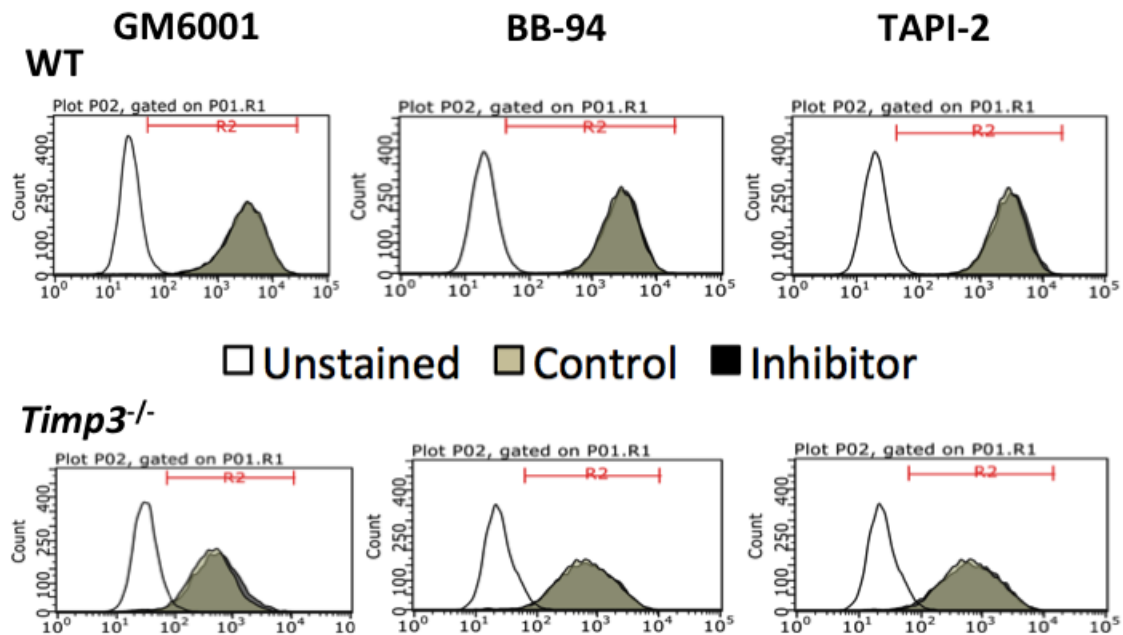 GM6001 BB-94 TAPI-2
WT
Plot P02, gated on P01.R1 Plot P02, gated on P01.R1 Plot P02, gated on P01.R1
R2 R2 R2
Count Count Count
400 400 400
250 250 250
100 100 100
0 0 0
10⁰ 10¹ 10² 10³ 10⁴ 10⁵ 10⁰ 10¹ 10² 10³ 10⁴ 10⁵ 10⁰ 10¹ 10² 10³ 10⁴ 10⁵
Unstained Control Inhibitor
Timp3⁻/⁻
Plot P02, gated on P01.R1 Plot P02, gated on P01.R1 Plot P02, gated on P01.R1
R2 R2 R2
Count Count Count
400 400 400
250 250 250
100 100 100
0 0 0
10⁰ 10¹ 10² 10³ 10⁴ 10⁵ 10⁰ 10¹ 10² 10³ 10⁴ 10⁵ 10⁰ 10¹ 10² 10³ 10⁴ 10⁵